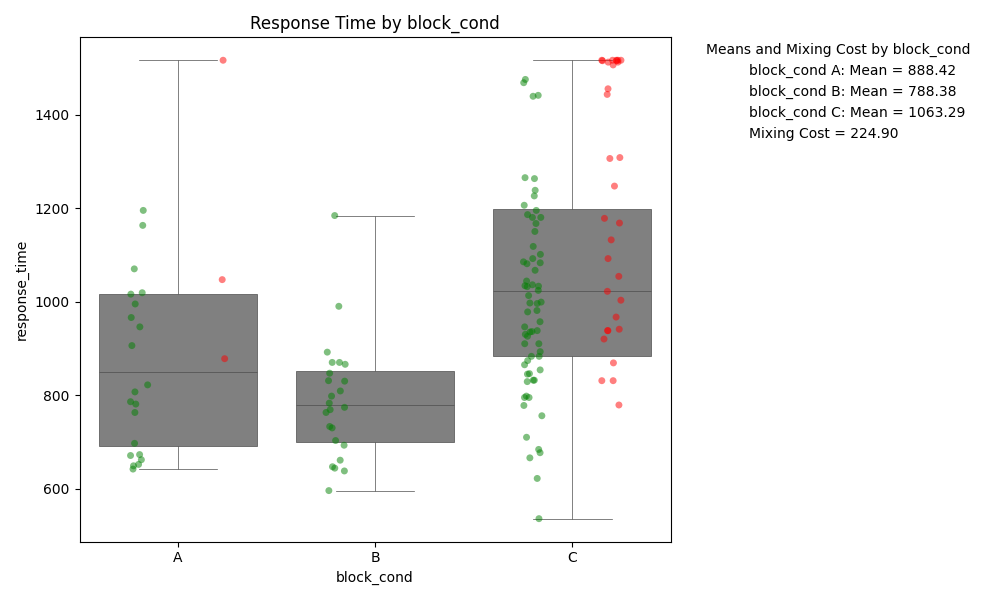 Response Time by block_cond
Means and Mixing Cost by block_cond
block_cond A: Mean = 888.42
block_cond B: Mean = 788.38
block_cond C: Mean = 1063.29
Mixing Cost = 224.90
response_time
1400
1200
1000
800
600
A
B
C
block_cond